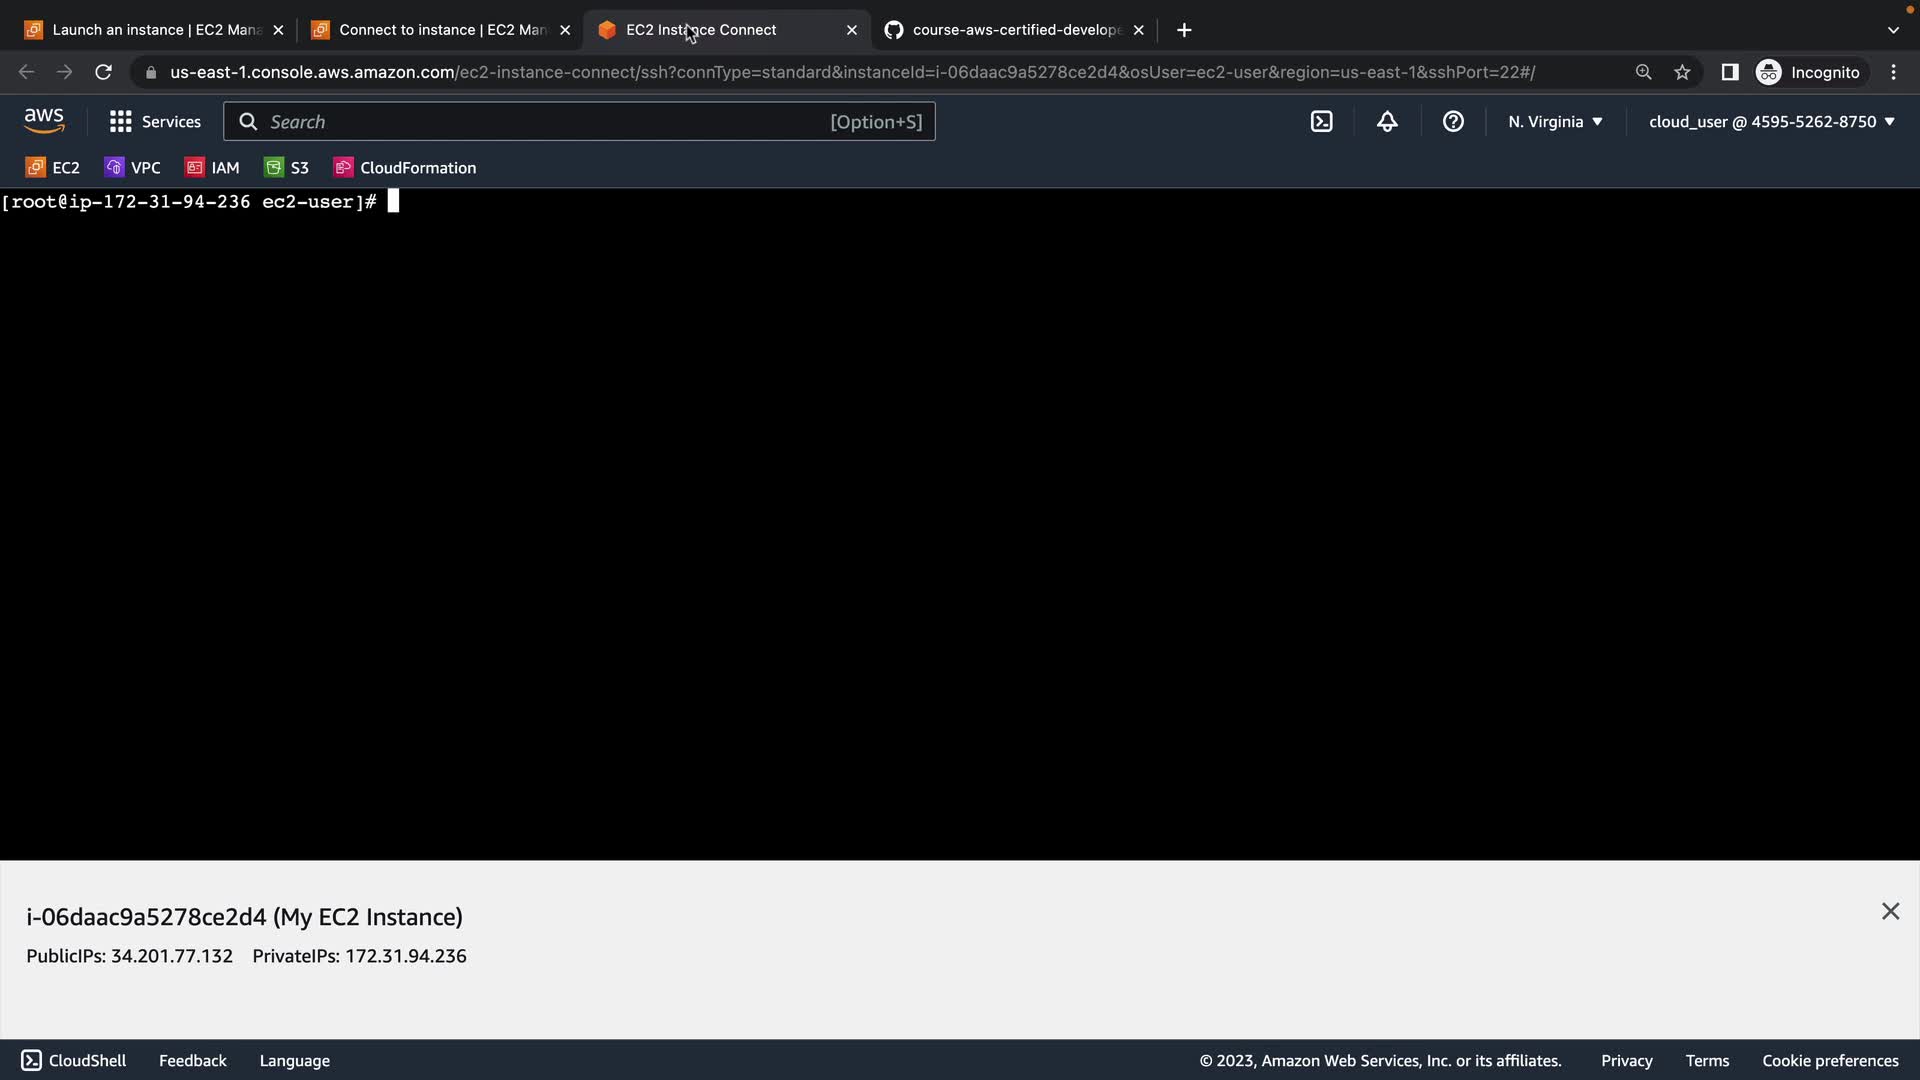 Launch an instance | EC2 Mana
Connect to instance | EC2 Man
EC2 Instance Connect
course-aws-certified-develope
us-east-1.console.aws.amazon.com/ec2-instance-connect/ssh?connType=standard&instanceId=i-06daac9a5278ce2d4&osUser=ec2-user&region=us-east-1&sshPort=22#/
Incognito
aws
Services
Search
[Option+S]
N. Virginia
cloud_user @ 4595-5262-8750
EC2
VPC
IAM
S3
CloudFormation
[root@ip-172-31-94-236 ec2-user]#
i-06daac9a5278ce2d4 (My EC2 Instance)
PublicIPs: 34.201.77.132 PrivateIPs: 172.31.94.236
CloudShell
Feedback
Language
© 2023, Amazon Web Services, Inc. or its affiliates.
Privacy
Terms
Cookie preferences